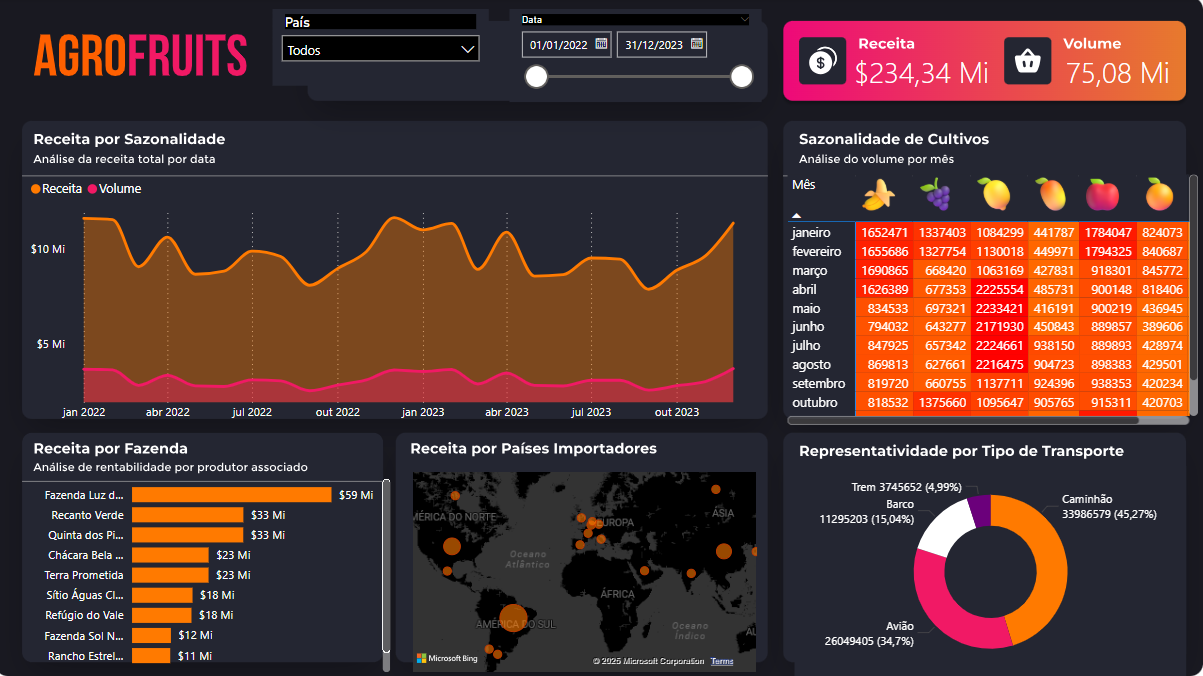 AGROFRUITS
País
Todos
Data
01/01/2022
31/12/2023
Receita
$234,34 Mi
Volume
75,08 Mi
Receita por Sazonalidade
Análise da receita total por data
Receita Volume
$10 Mi
$5 Mi
jan 2022 abr 2022 jul 2022 out 2022 jan 2023 abr 2023 jul 2023 out 2023
Sazonalidade de Cultivos
Análise do volume por mês
Mês
janeiro 1652471 1337403 1084299 441787 1784047 824073
fevereiro 1655686 1327754 1130018 449971 1794325 840687
março 1690865 668420 1063169 427831 918301 845772
abril 1626389 677353 2225554 485731 900148 818406
maio 834533 697321 2233421 416191 900219 436945
junho 794032 643277 2171930 450843 889857 389606
julho 847925 657342 2224661 938150 889893 428974
agosto 869813 627661 2216475 904723 898383 429501
setembro 819720 660755 1137711 924396 938353 420234
outubro 818532 1375660 1095647 905765 915311 420703
Receita por Fazenda
Análise de rentabilidade por produtor associado
Fazenda Luz d... $59 Mi
Recanto Verde $33 Mi
Quinta dos Pi... $33 Mi
Chácara Bela ... $23 Mi
Terra Prometida $23 Mi
Sítio Águas Cl... $18 Mi
Refúgio do Vale $18 Mi
Fazenda Sol N... $12 Mi
Rancho Estrel... $11 Mi
Receita por Países Importadores
AMÉRICA DO NORTE
EUROPA
ÁSIA
Oceano
Atlântico
ÁFRICA
AMÉRICA DO SUL
Oceano
Índico
Microsoft Bing
© 2025 Microsoft Corporation Terms
Representatividade por Tipo de Transporte
Trem 3745652 (4,99%)
Barco
11295203 (15,04%)
Caminhão
33986579 (45,27%)
Avião
26049405 (34,7%)